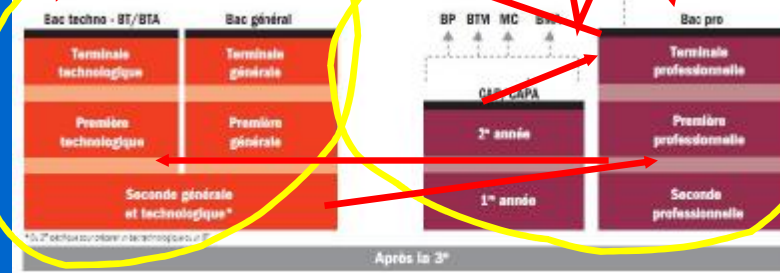 Bac techno - BT/BTA
Bac général
BP BTM MC
Bac pro
Terminale
technologique
Terminale
générale
Terminale
professionnelle
CAP/CAPA
Première
technologique
Première
générale
2e année
Première
professionnelle
Seconde générale
et technologique*
1re année
Seconde
professionnelle
Après la 3e